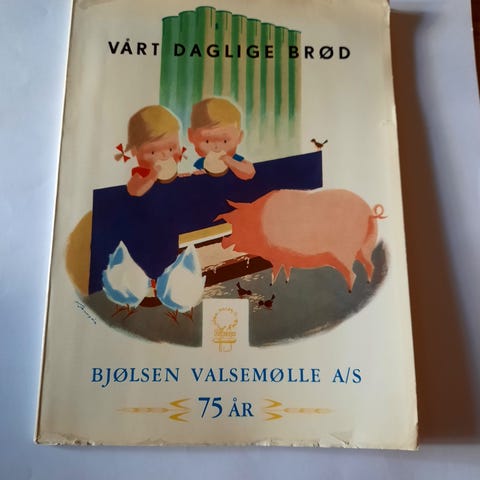 VÅRT DAGLIGE BRØD
BJØLSEN VALSEMØLLE A/S
75 ÅR